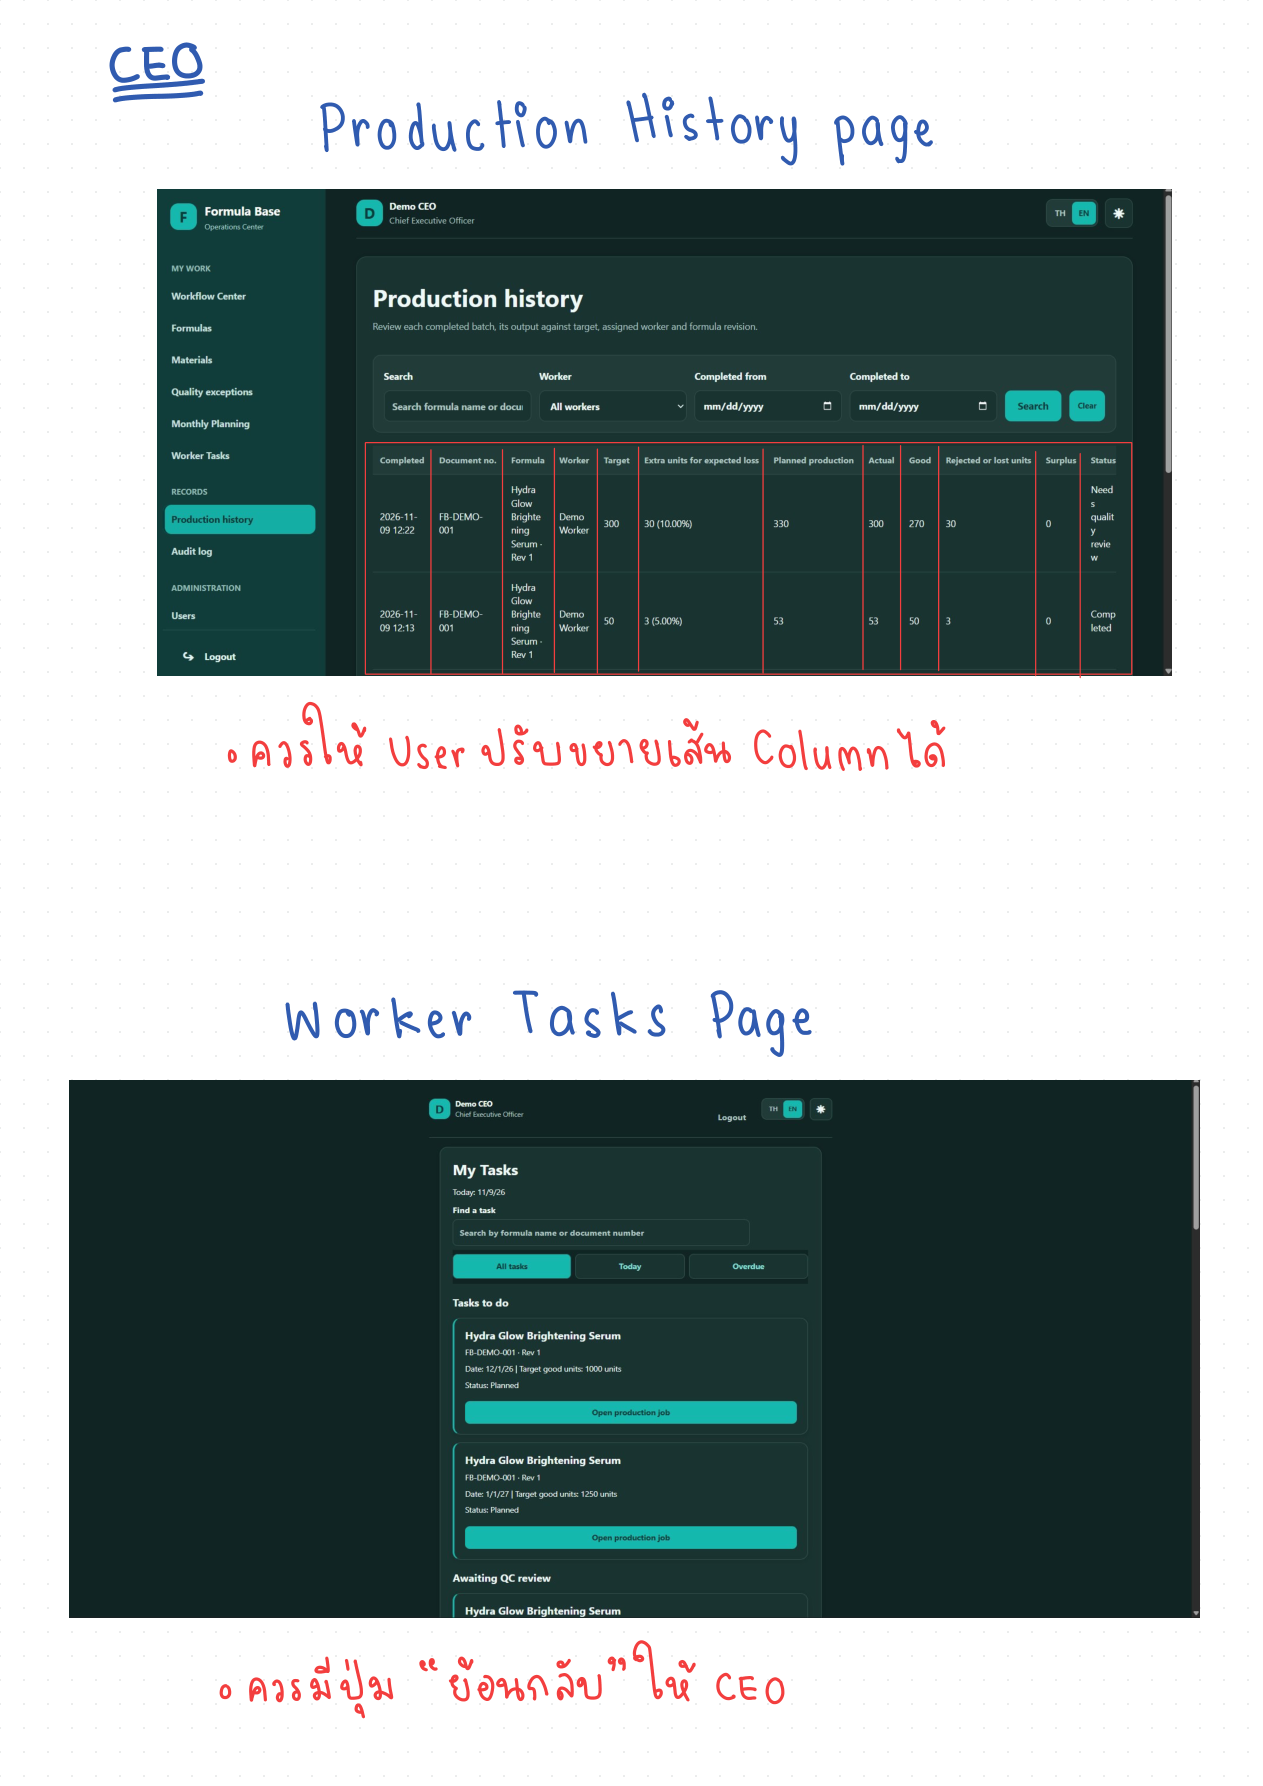 CEO
Production History page
F
Formula Base
Operations Center
MY WORK
Workflow Center
Formulas
Materials
Quality exceptions
Monthly Planning
Worker Tasks
RECORDS
Production history
Audit log
ADMINISTRATION
Users
Logout
D
Demo CEO
Chief Executive Officer
TH EN
Production history
Review each completed batch, its output against target, assigned worker and formula revision.
Search Worker Completed from Completed to
Search formula name or docu All workers mm/dd/yyyy mm/dd/yyyy Search Clear
Completed Document no. Formula Worker Target Extra units for expected loss Planned production Actual Good Rejected or lost units Surplus Status
2026-11-09 12:22 FB-DEMO-001 Hydra Glow Brightening Serum - Rev 1 Demo Worker 300 30 (10.00%) 330 300 270 30 0 Needs quality review
2026-11-09 12:13 FB-DEMO-001 Hydra Glow Brightening Serum - Rev 1 Demo Worker 50 3 (5.00%) 53 53 50 3 0 Completed
• ควรให้ User ปรับขยายเส้น Column ได้
Worker Tasks Page
D
Demo CEO
Chief Executive Officer
Logout
TH EN
My Tasks
Today: 11/9/26
Find a task
Search by formula name or document number
All tasks Today Overdue
Tasks to do
Hydra Glow Brightening Serum
FB-DEMO-001 · Rev 1
Date: 12/1/26 | Target good units: 1000 units
Status: Planned
Open production job
Hydra Glow Brightening Serum
FB-DEMO-001 · Rev 1
Date: 1/1/27 | Target good units: 1250 units
Status: Planned
Open production job
Awaiting QC review
Hydra Glow Brightening Serum
• ควรมีปุ่ม “ย้อนกลับ” ให้ CEO